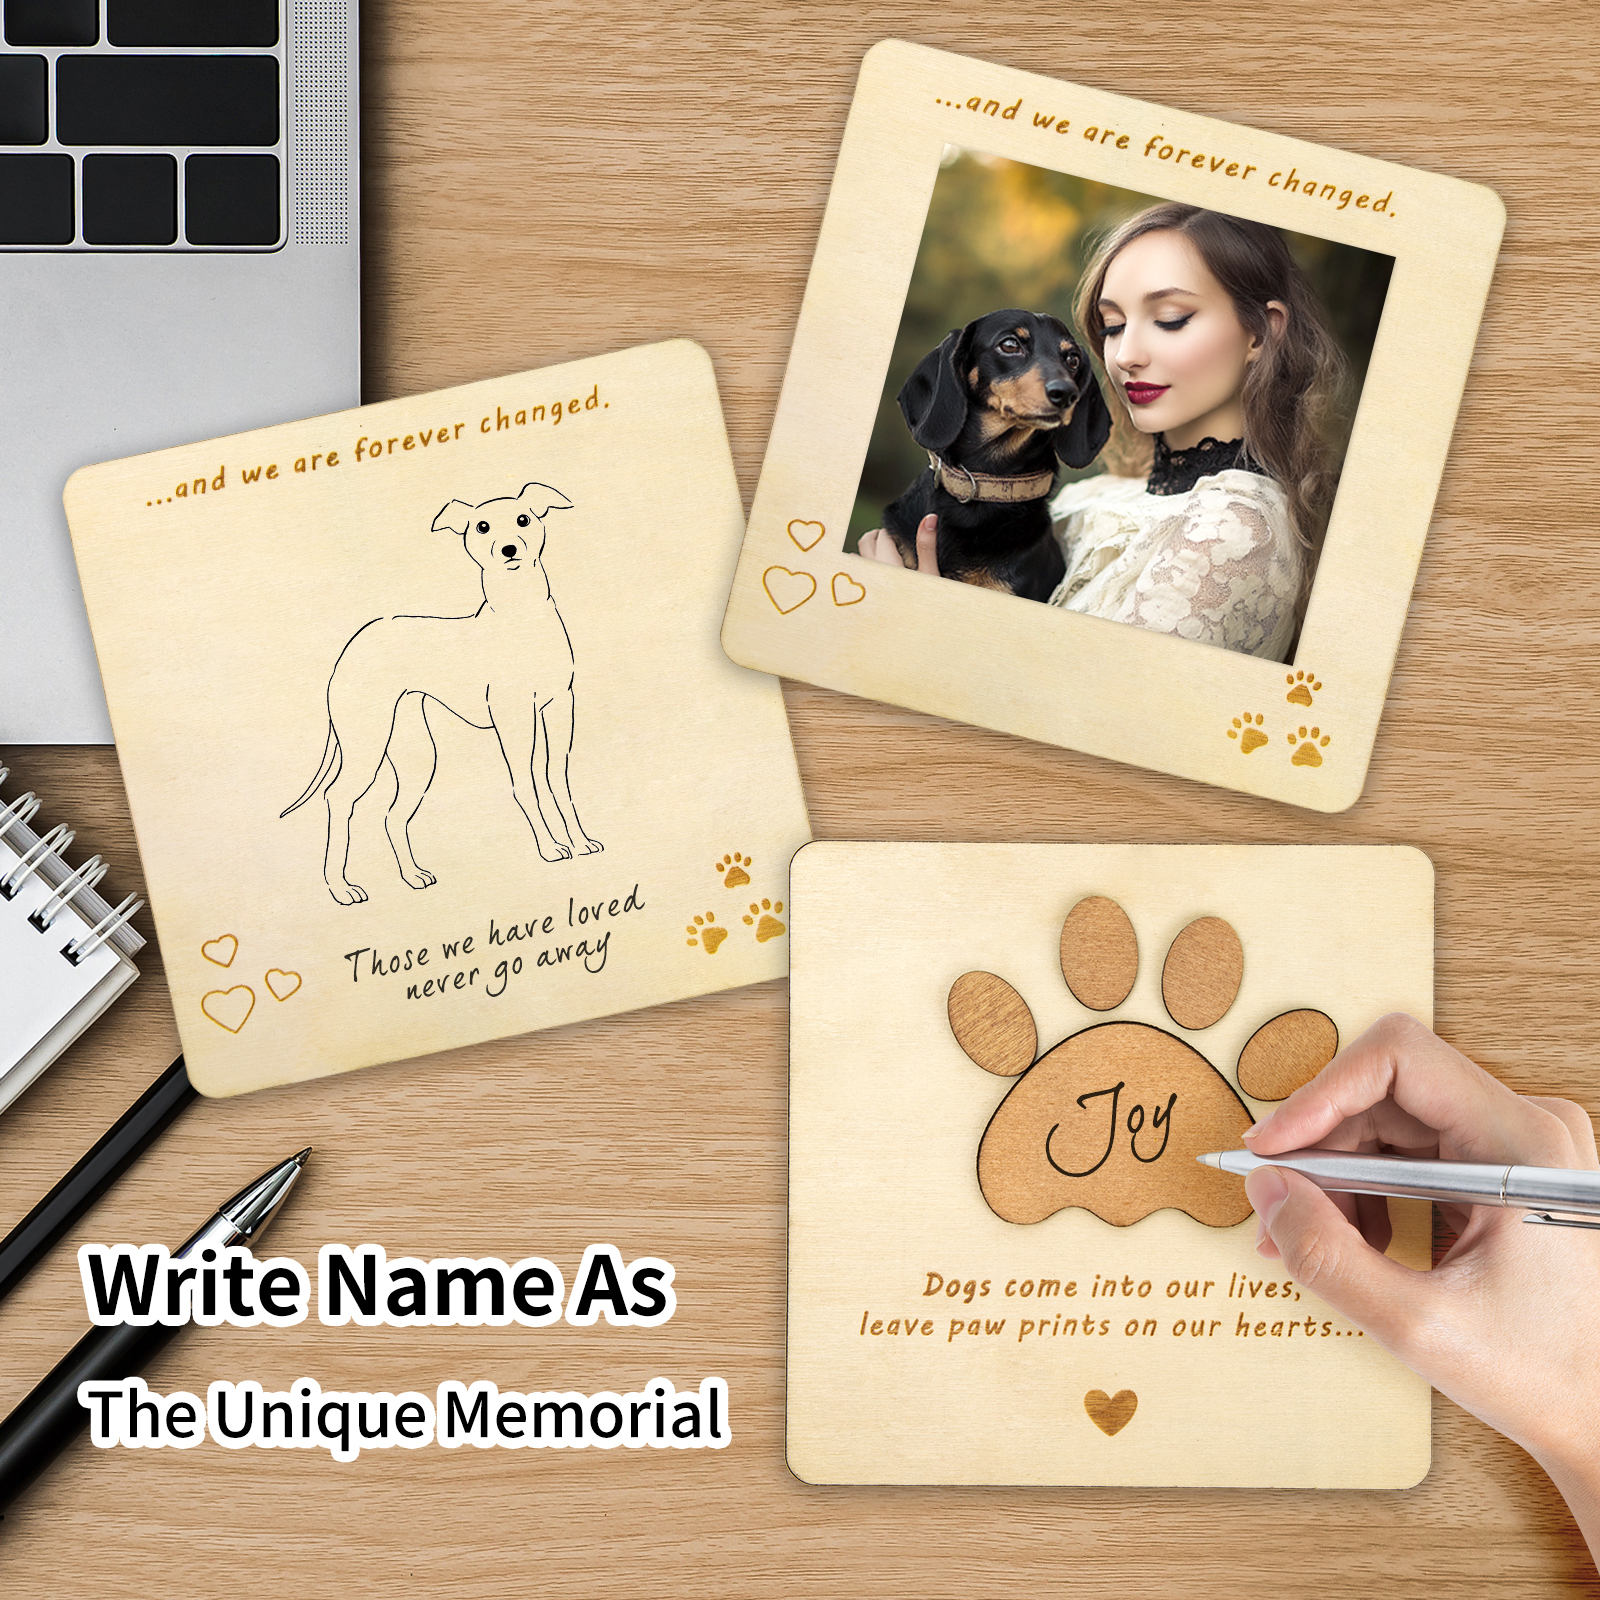 ...and we are forever changed.
...and we are forever changed.
Those we have loved
never go away
Joy
Dogs come into our lives,
leave paw prints on our hearts...
Write Name As
The Unique Memorial